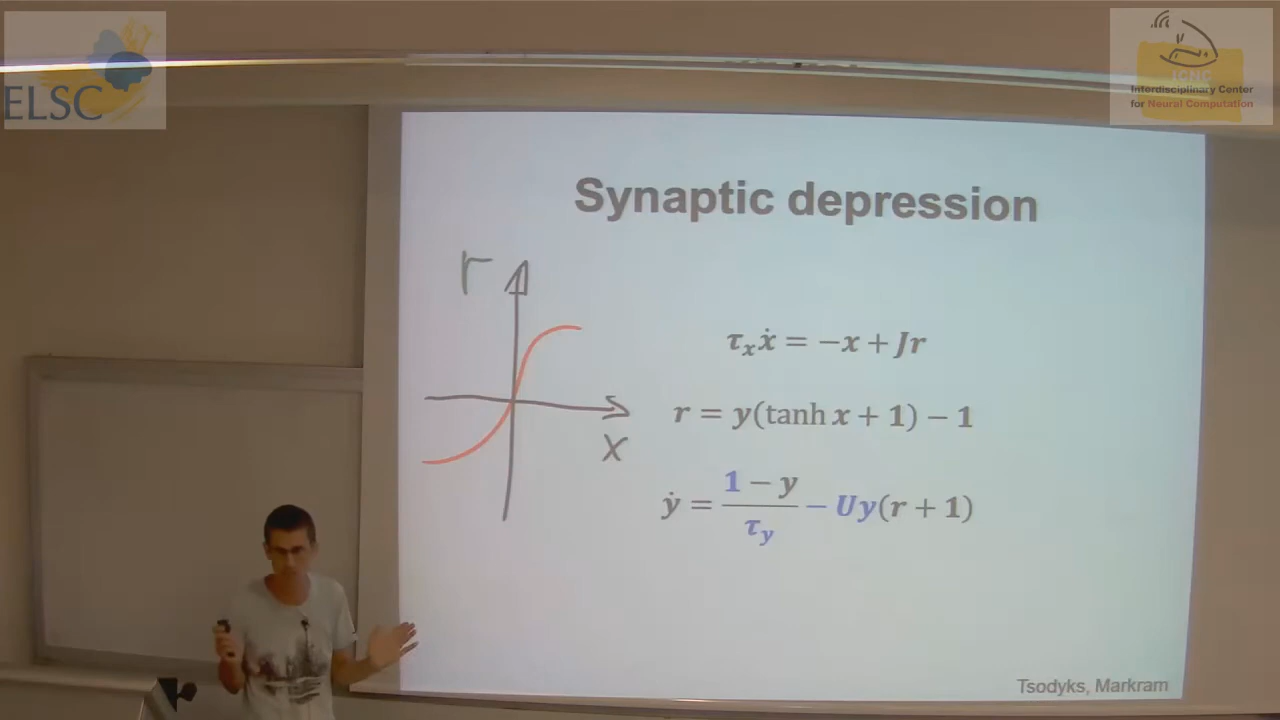 ELSC
ICNC
Interdisciplinary Center
for Neural Computation
Synaptic depression
r
x
τₓẋ = −x + Jr
r = y(tanh x + 1) − 1
ẏ = (1 − y)/τ_y − Uy(r + 1)
Tsodyks, Markram